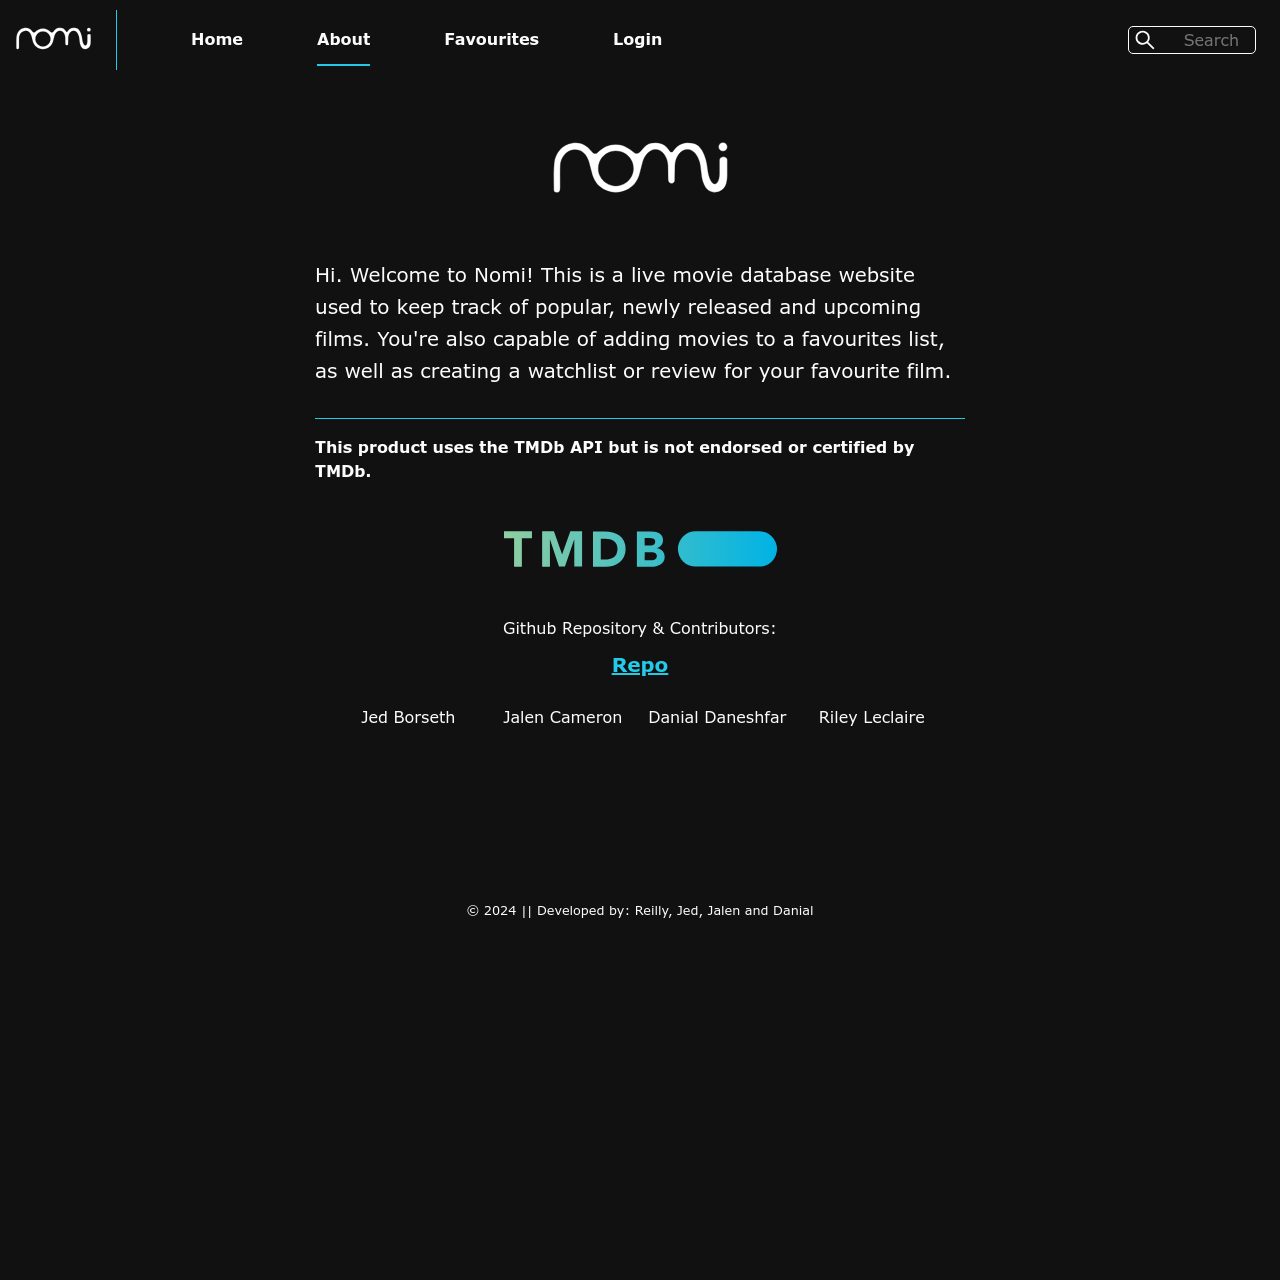 nomi
Home
About
Favourites
Login
Search
nomi
Hi. Welcome to Nomi! This is a live movie database website
used to keep track of popular, newly released and upcoming
films. You're also capable of adding movies to a favourites list,
as well as creating a watchlist or review for your favourite film.
This product uses the TMDb API but is not endorsed or certified by
TMDb.
TMDB
Github Repository & Contributors:
Repo
Jed Borseth
Jalen Cameron
Danial Daneshfar
Riley Leclaire
© 2024 || Developed by: Reilly, Jed, Jalen and Danial